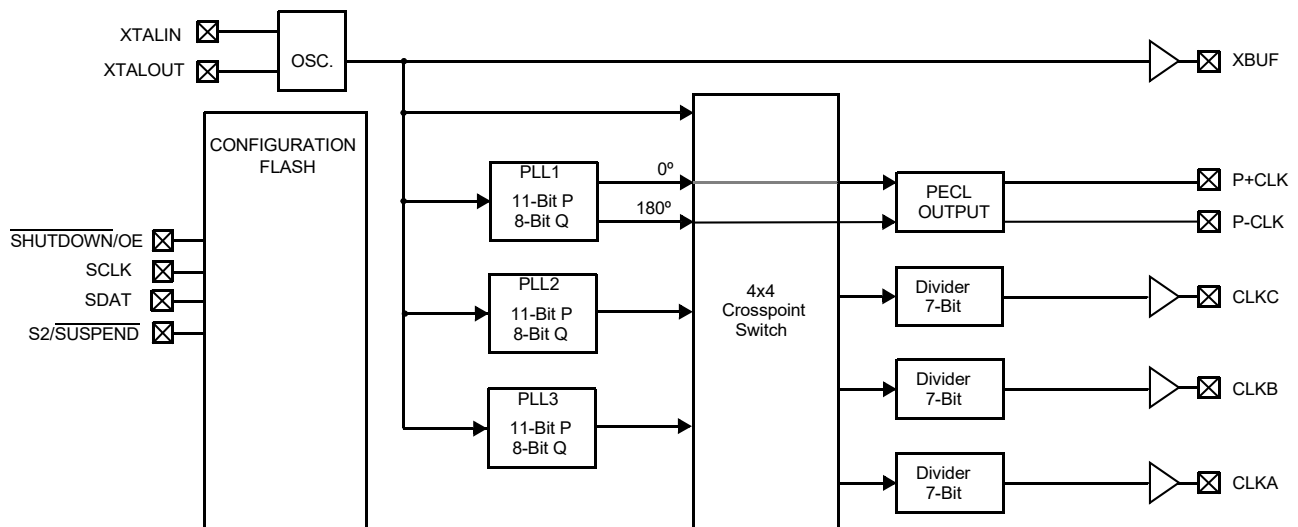 XTALIN
XTALOUT
OSC.
XBUF
CONFIGURATION
FLASH
PLL1
11-Bit P
8-Bit Q
0º
180º
PECL
OUTPUT
P+CLK
P-CLK
SHUTDOWN/OE
SCLK
SDAT
S2/SUSPEND
PLL2
11-Bit P
8-Bit Q
4x4
Crosspoint
Switch
Divider
7-Bit
CLKC
Divider
7-Bit
CLKB
PLL3
11-Bit P
8-Bit Q
Divider
7-Bit
CLKA